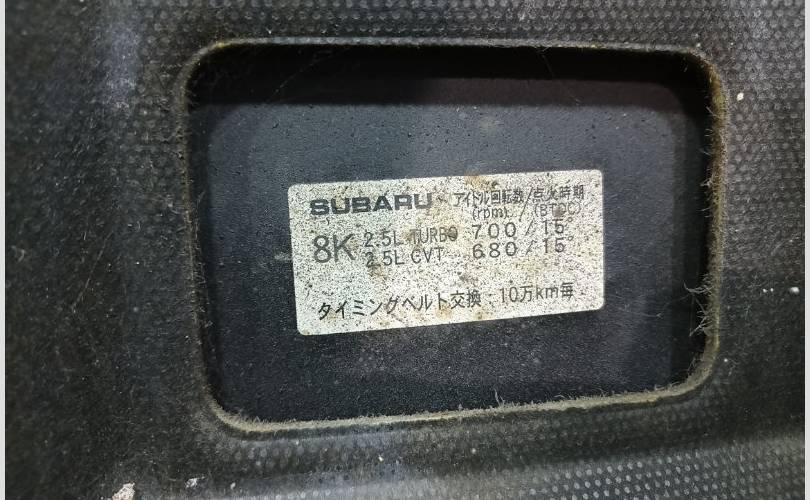 SUBARU アイドル回転数/点火時期
(rpm) / (BTDC)
8K 2.5L TURBO 700/15
2.5L CVT 680/15
タイミングベルト交換:10万km毎